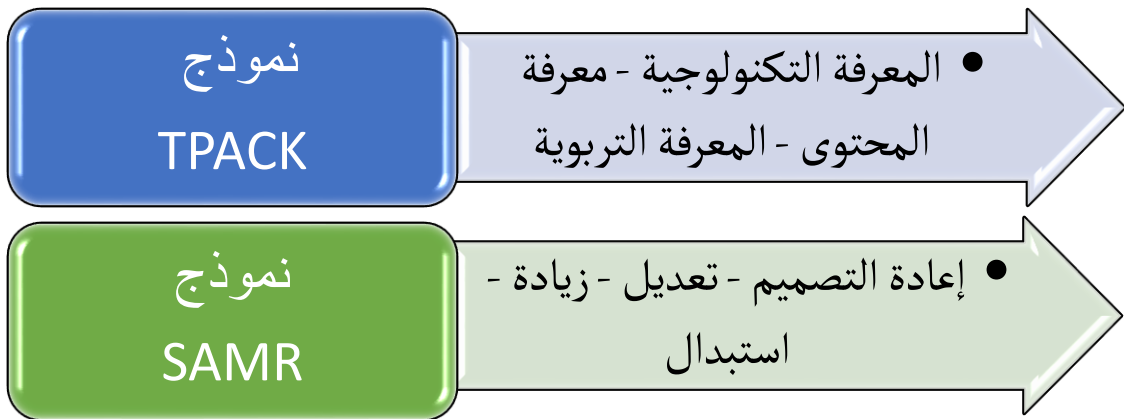 نموذج
TPACK
• المعرفة التكنولوجية - معرفة
المحتوى - المعرفة التربوية
نموذج
SAMR
• إعادة التصميم - تعديل - زيادة -
استبدال